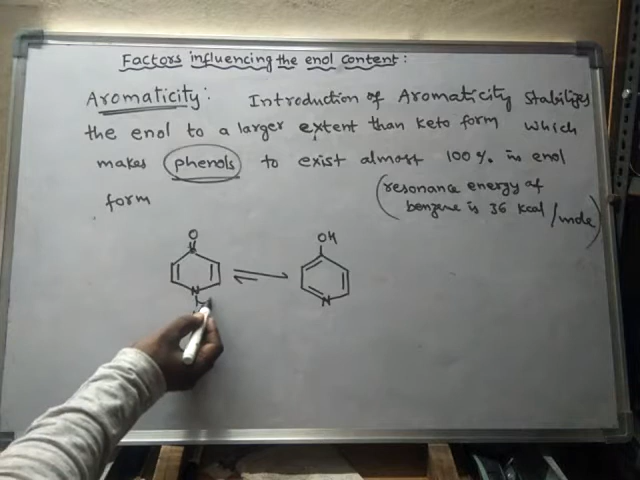 Factors influencing the enol content:
Aromaticity: Introduction of Aromaticity stabilizes
the enol to a larger extent than keto form which
makes phenols to exist almost 100% in enol
form
(resonance energy of
benzene is 36 kcal/mole)
O
OH
N
N
H